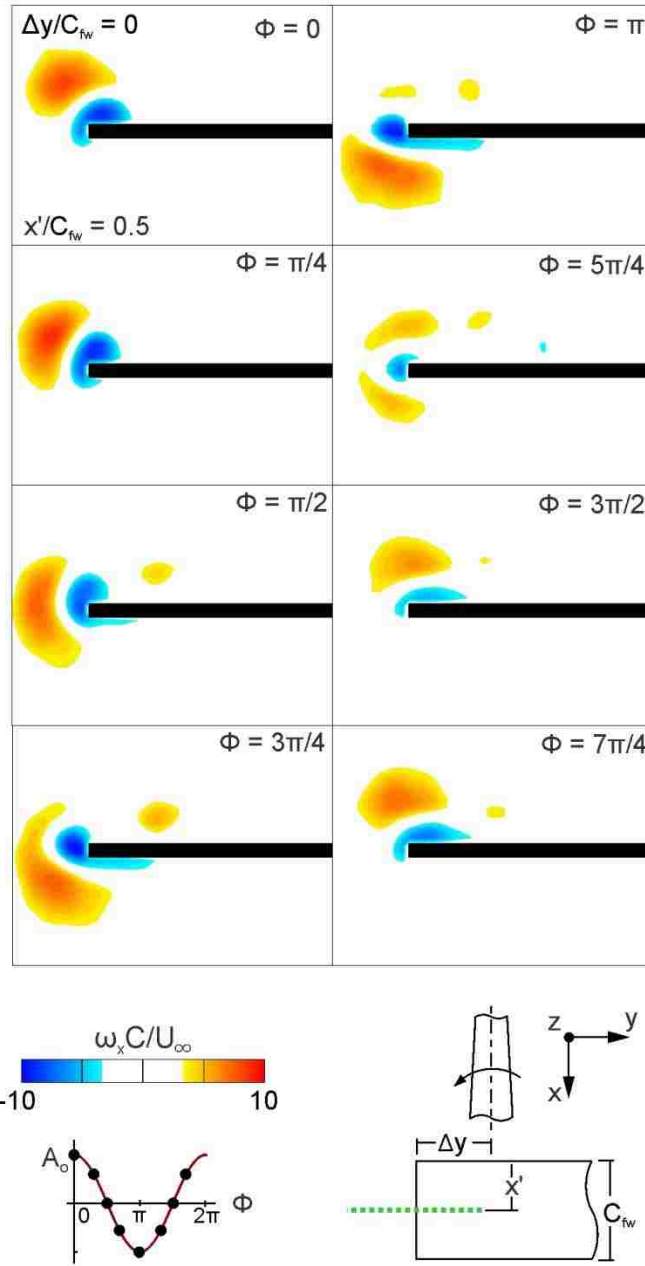 Δy/C_fw = 0
Φ = 0
x'/C_fw = 0.5
Φ = π
Φ = π/4
Φ = 5π/4
Φ = π/2
Φ = 3π/2
Φ = 3π/4
Φ = 7π/4
ω_xC/U_∞
-10
10
A_o
0
π
2π
Φ
z
y
x
Δy
x'
C_fw